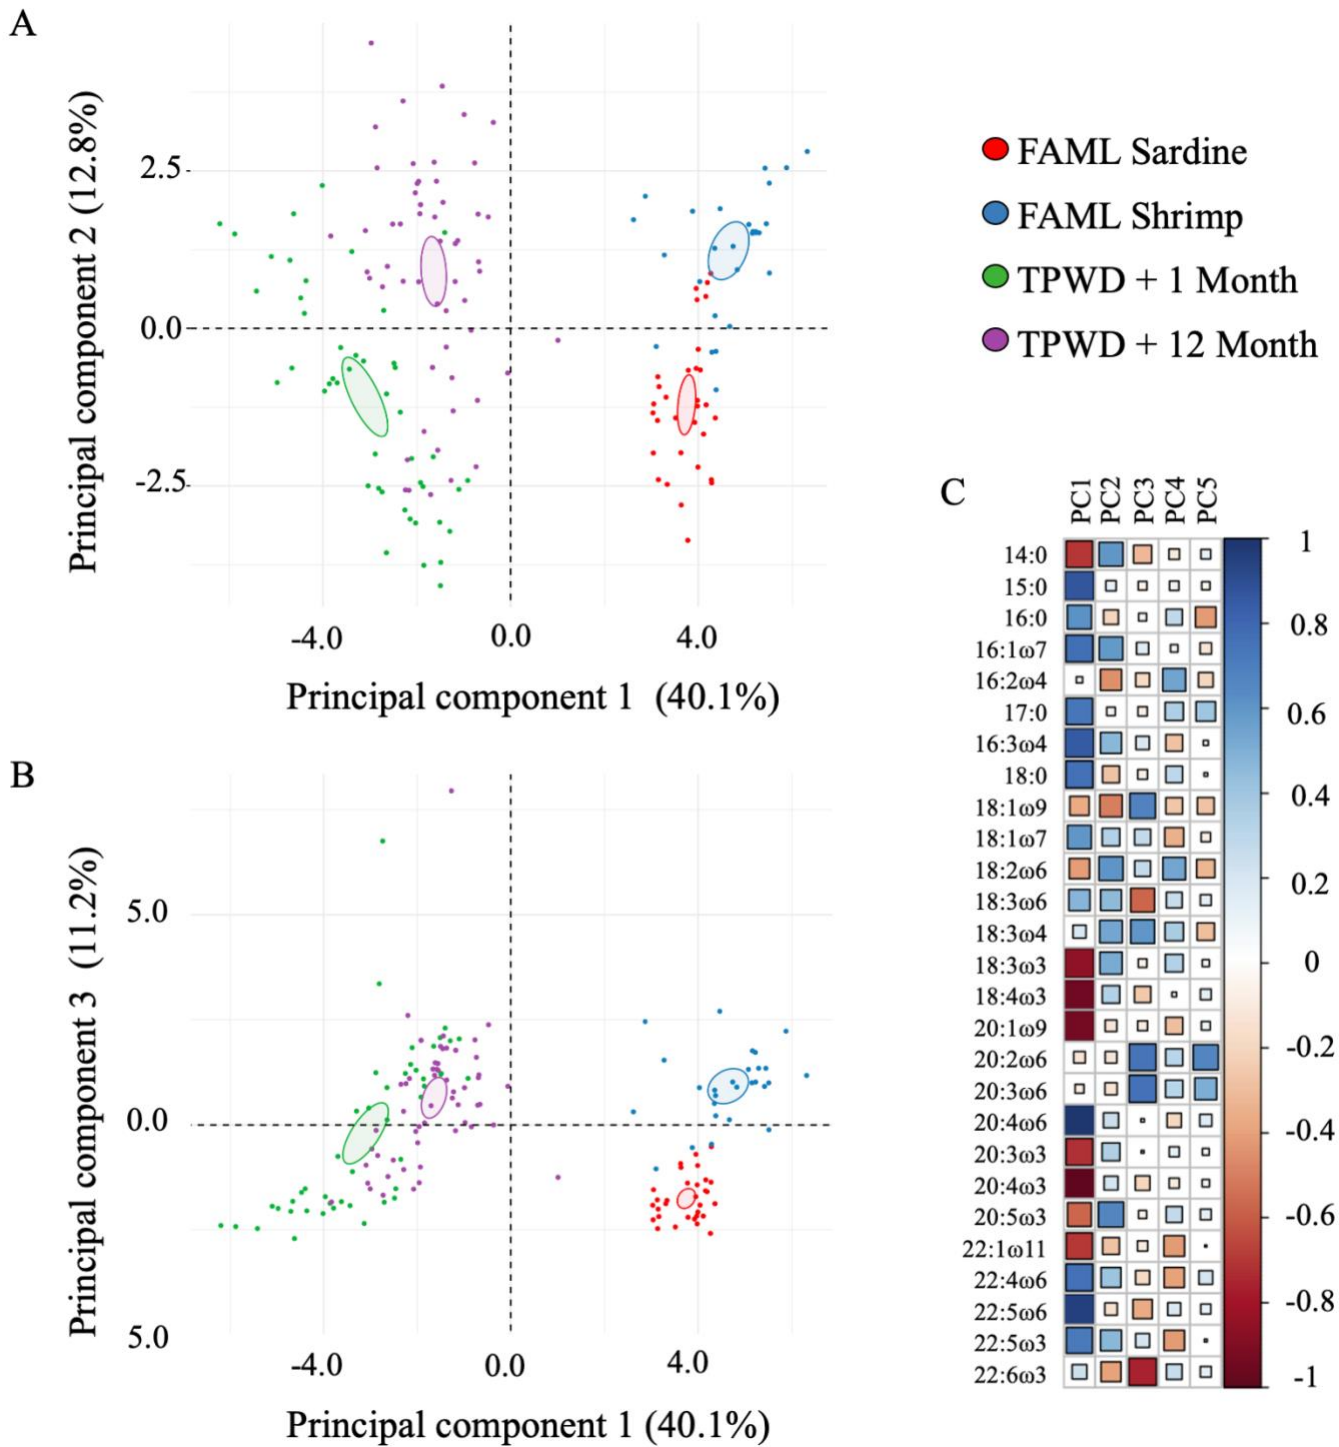 A
Principal component 2 (12.8%)
2.5
0.0
-2.5
-4.0 0.0 4.0
Principal component 1 (40.1%)
FAML Sardine
FAML Shrimp
TPWD + 1 Month
TPWD + 12 Month
B
Principal component 3 (11.2%)
5.0
0.0
5.0
-4.0 0.0 4.0
Principal component 1 (40.1%)
C
PC1 PC2 PC3 PC4 PC5
14:0
15:0
16:0
16:1ω7
16:2ω4
17:0
16:3ω4
18:0
18:1ω9
18:1ω7
18:2ω6
18:3ω6
18:3ω4
18:3ω3
18:4ω3
20:1ω9
20:2ω6
20:3ω6
20:4ω6
20:3ω3
20:4ω3
20:5ω3
22:1ω11
22:4ω6
22:5ω6
22:5ω3
22:6ω3
1
0.8
0.6
0.4
0.2
0
-0.2
-0.4
-0.6
-0.8
-1